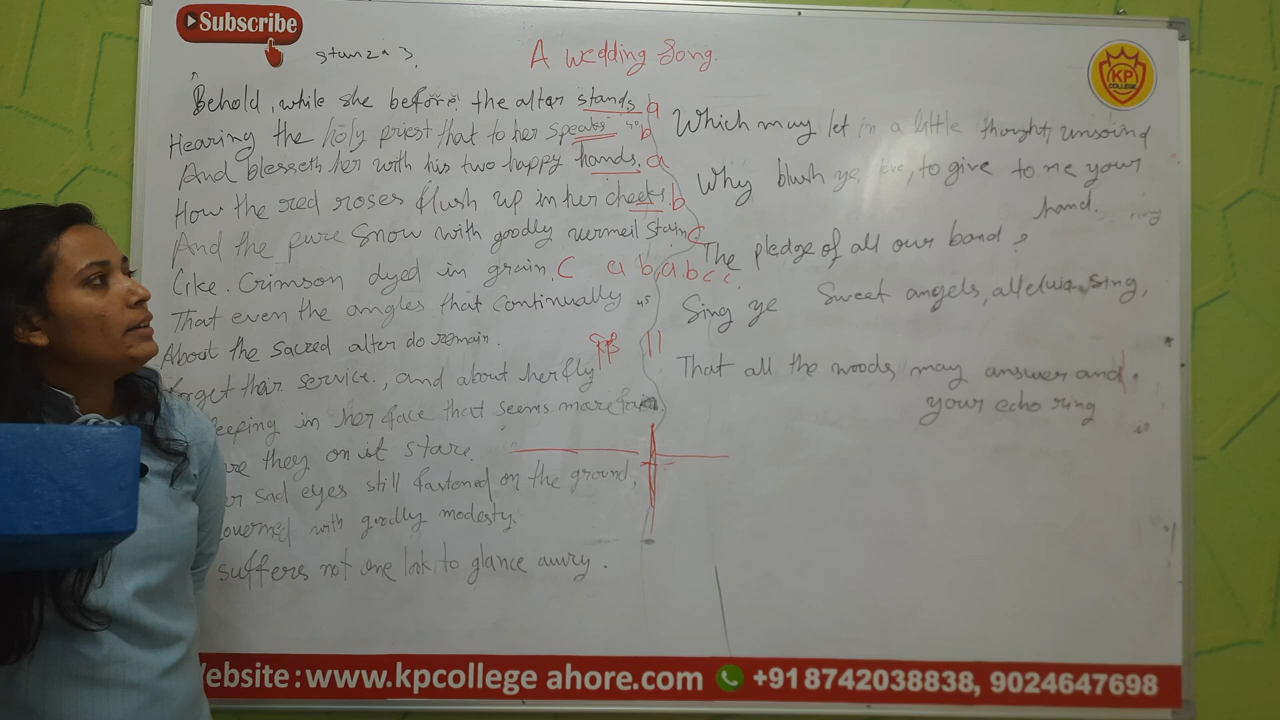 Subscribe
stanza 3.
A wedding Song.
KP
COLLEGE
Behold, while she before the altar stands a
Hearing the holy priest that to her speaks b
And blesseth her with his two happy hands. a
How the red roses flush up in her cheeks. b
And the pure snow with goodly vermeil stain C
Like Crimson dyed in grain. C a b, a b c c.
That even the angles that continually
About the sacred alter do remain.
forget their service, and about her fly
eeping in her face that seems more fair
re they on it stare.
r sad eyes still fastened on the ground,
overned with goodly modesty.
suffers not one look to glance awry.
Which may let in a little thought, unsound
Why blush ye, to give to me your
hand.
The pledge of all our band ?
Sing ye Sweet angels, alleluia, sing,
That all the woods may answer and
your echo ring
Website: www.kpcollege ahore.com +91 8742038838, 9024647698